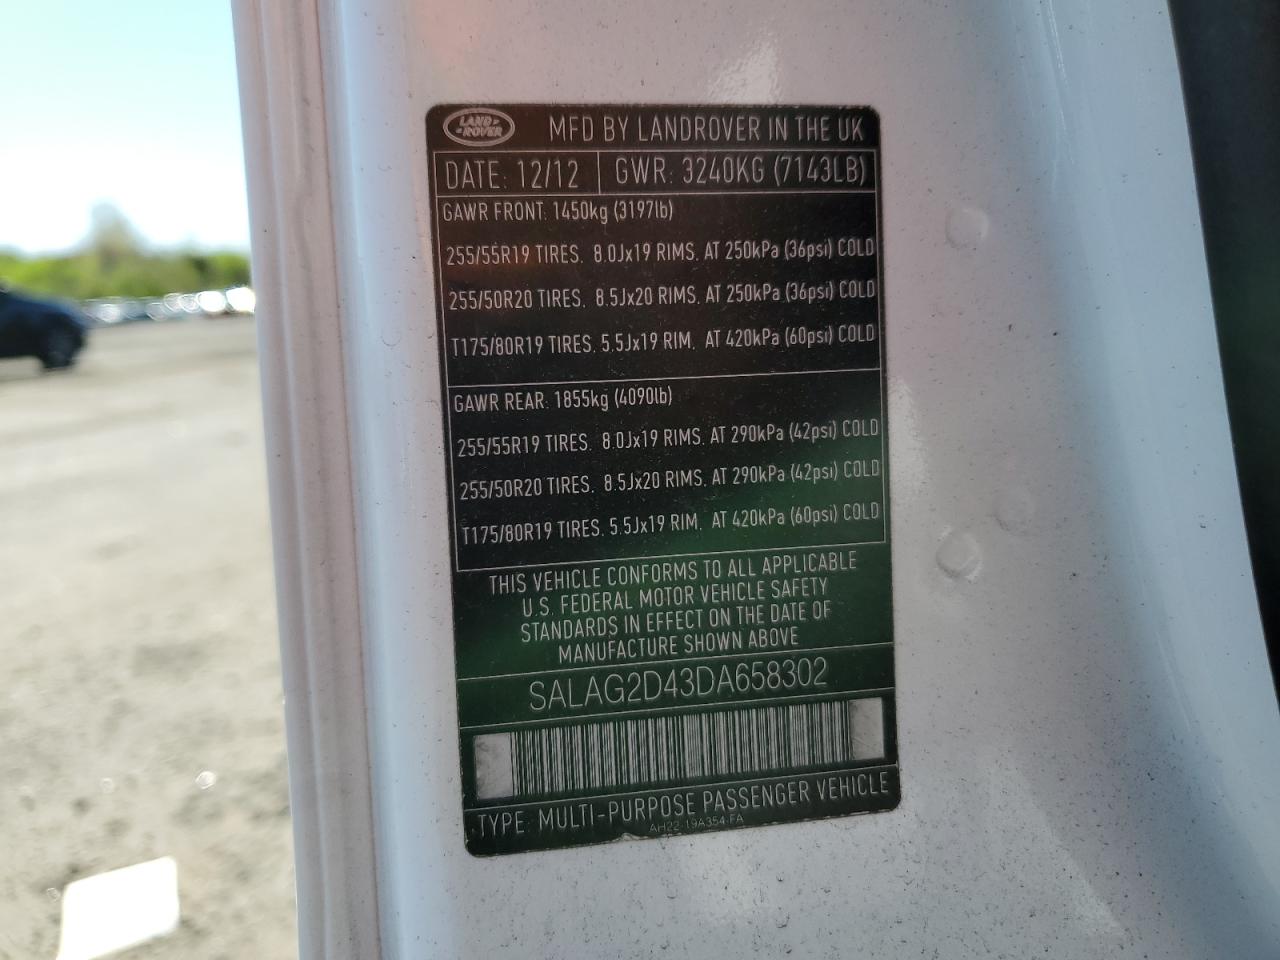 LAND ROVER
MFD BY LANDROVER IN THE UK
DATE: 12/12 GWR: 3240KG (7143LB)
GAWR FRONT: 1450kg (3197lb)
255/55R19 TIRES. 8.0Jx19 RIMS. AT 250kPa (36psi) COLD
255/50R20 TIRES. 8.5Jx20 RIMS. AT 250kPa (36psi) COLD
T175/80R19 TIRES. 5.5Jx19 RIM. AT 420kPa (60psi) COLD
GAWR REAR: 1855kg (4090lb)
255/55R19 TIRES. 8.0Jx19 RIMS. AT 290kPa (42psi) COLD
255/50R20 TIRES. 8.5Jx20 RIMS. AT 290kPa (42psi) COLD
T175/80R19 TIRES. 5.5Jx19 RIM. AT 420kPa (60psi) COLD
THIS VEHICLE CONFORMS TO ALL APPLICABLE
U.S. FEDERAL MOTOR VEHICLE SAFETY
STANDARDS IN EFFECT ON THE DATE OF
MANUFACTURE SHOWN ABOVE
SALAG2D43DA658302
TYPE: MULTI-PURPOSE PASSENGER VEHICLE
AH22-19A354-FA